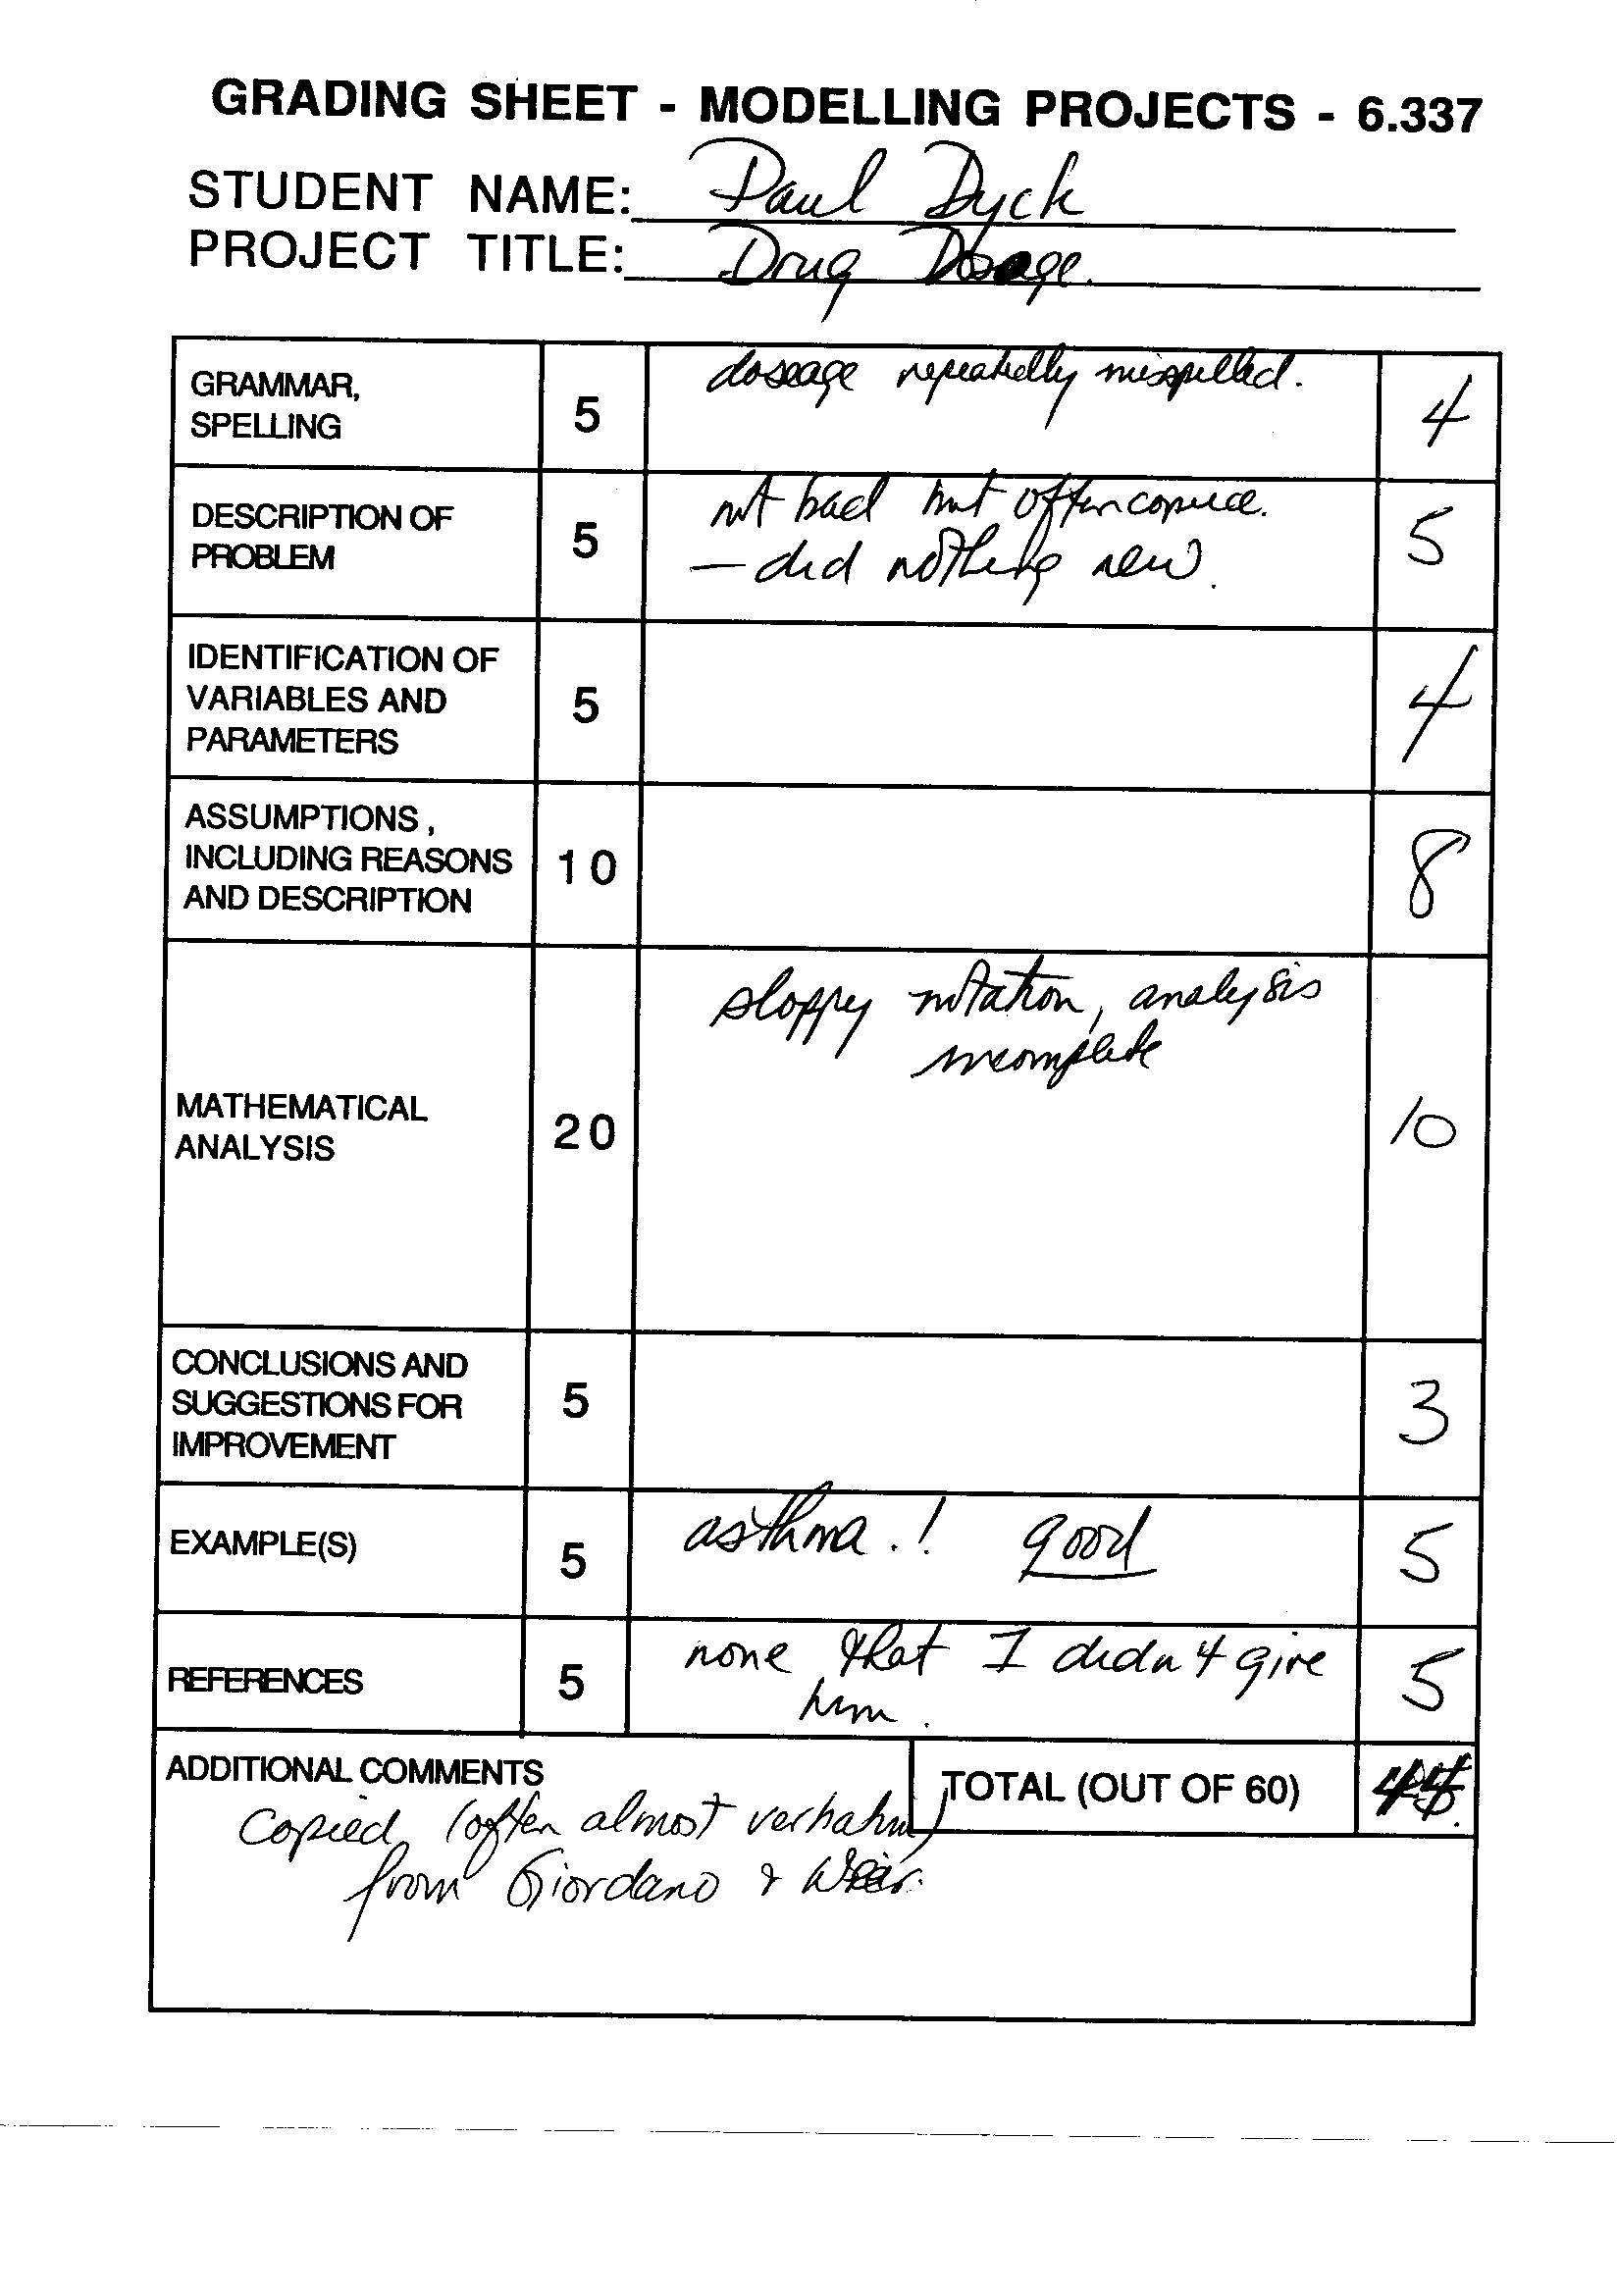 GRADING SHEET - MODELLING PROJECTS - 6.337
STUDENT NAME: Paul Dyck
PROJECT TITLE: Drug Dosage.
GRAMMAR,
SPELLING
5
doseage repeatedly misspelled.
4
DESCRIPTION OF
PROBLEM
5
not bad but often copied.
— did nothing new.
5
IDENTIFICATION OF
VARIABLES AND
PARAMETERS
5
4
ASSUMPTIONS,
INCLUDING REASONS
AND DESCRIPTION
10
8
MATHEMATICAL
ANALYSIS
20
sloppy notation, analysis
incomplete
10
CONCLUSIONS AND
SUGGESTIONS FOR
IMPROVEMENT
5
3
EXAMPLE(S)
5
asthma.! good
5
REFERENCES
5
none that I didn't give
him.
5
ADDITIONAL COMMENTS
TOTAL (OUT OF 60)
Copied (often almost verbatim)
from Giordano & Weir.